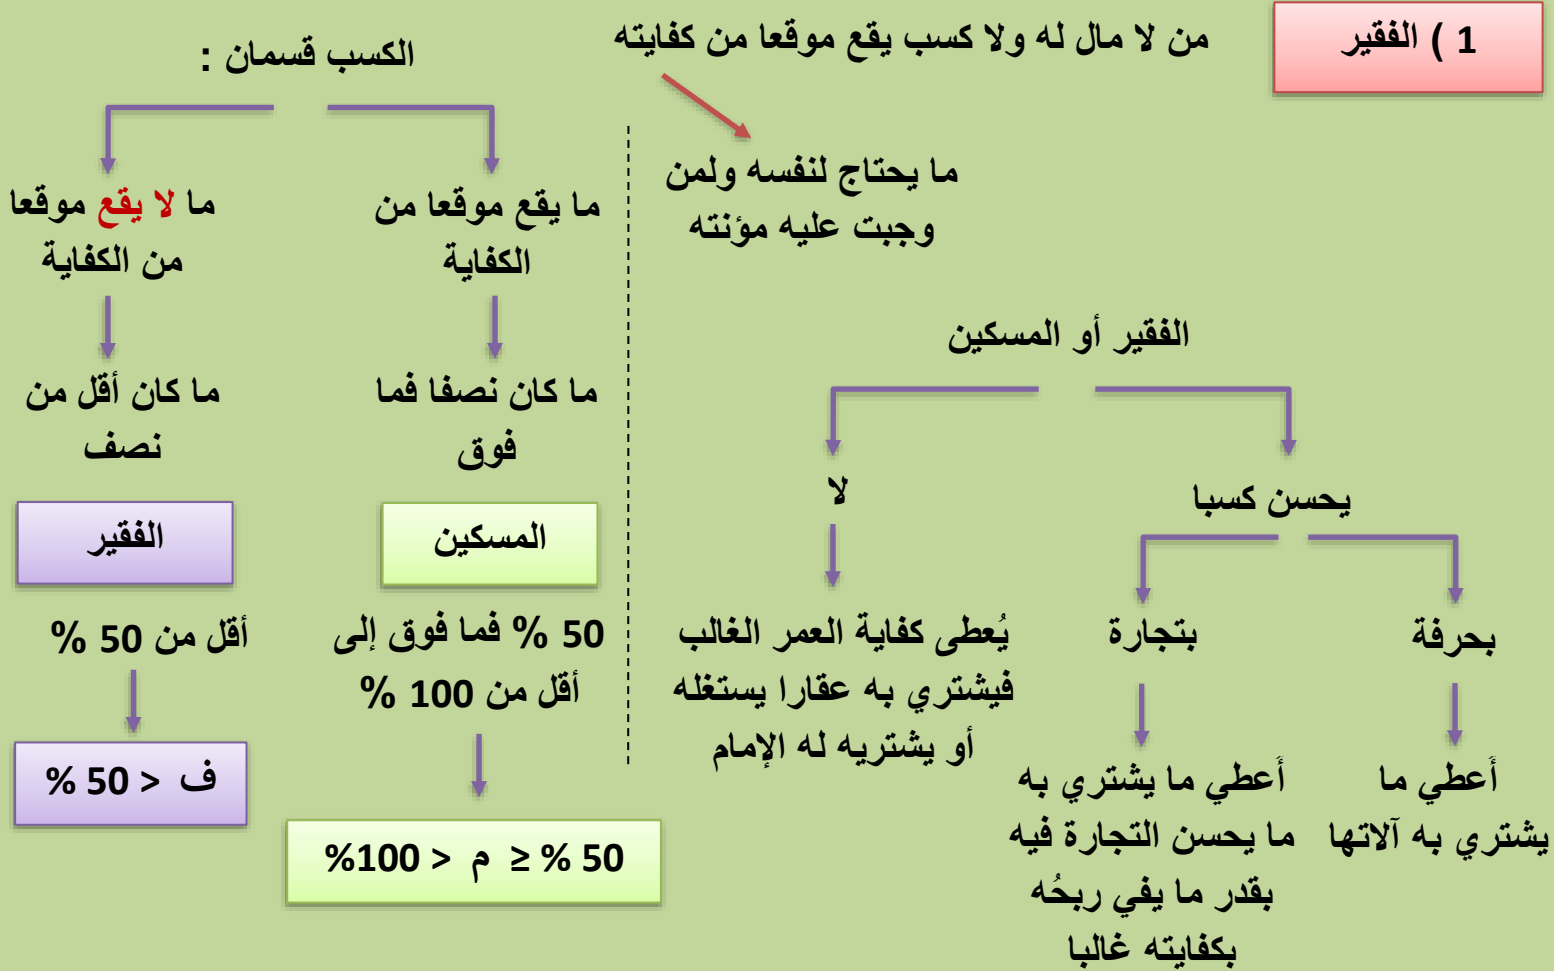 1 ) الفقير
من لا مال له ولا كسب يقع موقعا من كفايته
ما يحتاج لنفسه ولمن
وجبت عليه مؤنته
الفقير أو المسكين
يحسن كسبا
لا
بحرفة
بتجارة
أعطي ما
يشتري به آلاتها
أعطي ما يشتري به
ما يحسن التجارة فيه
بقدر ما يفي ربحُه
بكفايته غالبا
يُعطى كفاية العمر الغالب
فيشتري به عقارا يستغله
أو يشتريه له الإمام
الكسب قسمان :
ما يقع موقعا من
الكفاية
ما كان نصفا فما
فوق
المسكين
50 % فما فوق إلى
أقل من 100 %
50 % ≤ م < 100%
ما لا يقع موقعا
من الكفاية
ما كان أقل من
نصف
الفقير
أقل من 50 %
ف < 50 %